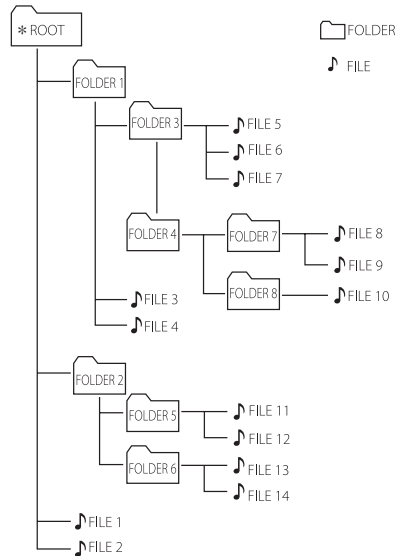 * ROOT
FOLDER
FILE
FOLDER 1
FOLDER 3
FILE 5
FILE 6
FILE 7
FOLDER 4
FOLDER 7
FILE 8
FILE 9
FOLDER 8
FILE 10
FILE 3
FILE 4
FOLDER 2
FOLDER 5
FILE 11
FILE 12
FOLDER 6
FILE 13
FILE 14
FILE 1
FILE 2